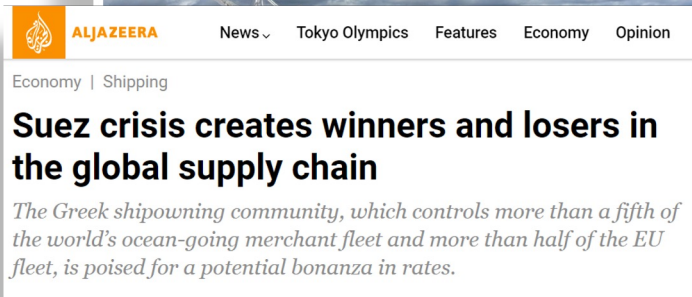 ALJAZEERA
News Tokyo Olympics Features Economy Opinion
Economy | Shipping
Suez crisis creates winners and losers in
the global supply chain
The Greek shipowning community, which controls more than a fifth of
the world's ocean-going merchant fleet and more than half of the EU
fleet, is poised for a potential bonanza in rates.